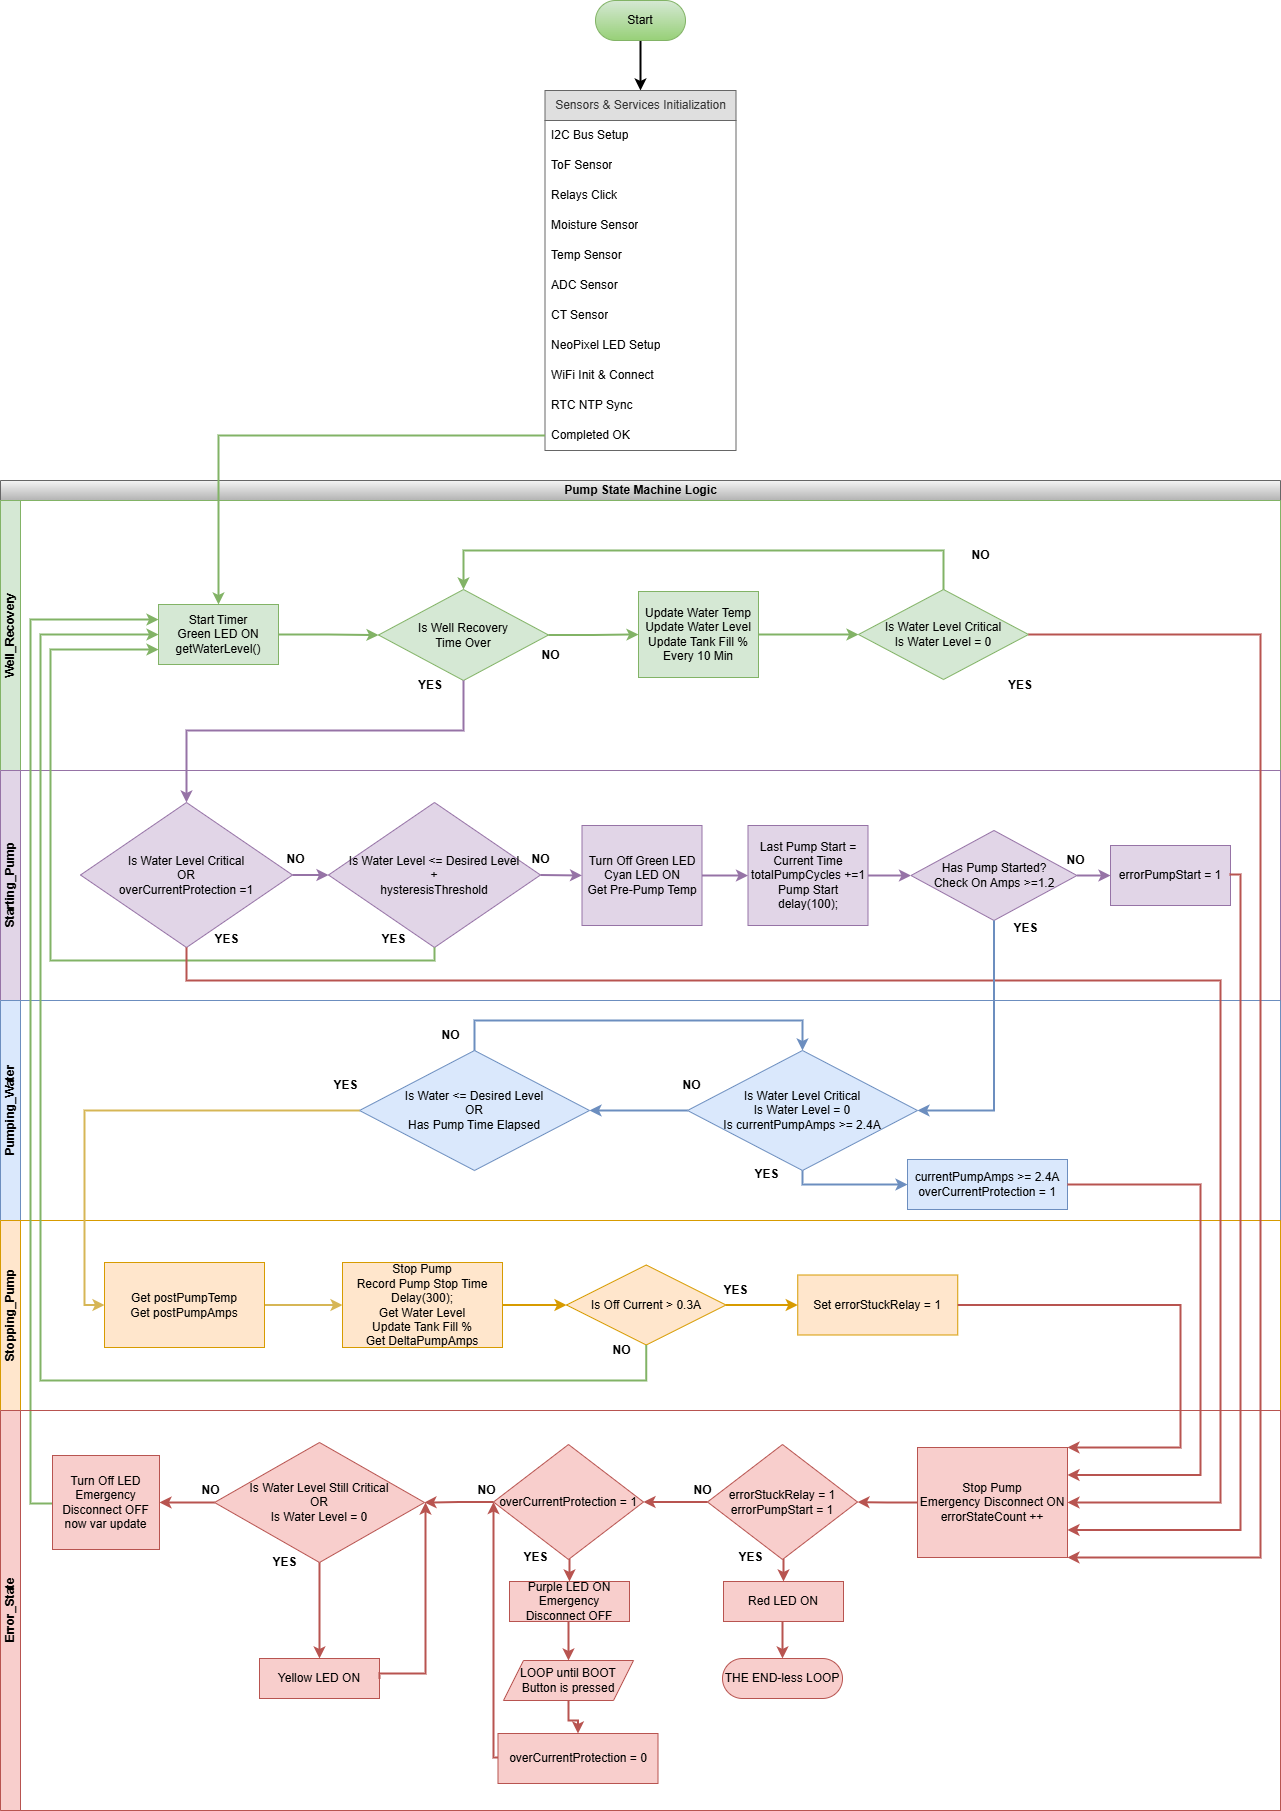 Start
Sensors & Services Initialization
I2C Bus Setup
ToF Sensor
Relays Click
Moisture Sensor
Temp Sensor
ADC Sensor
CT Sensor
NeoPixel LED Setup
WiFi Init & Connect
RTC NTP Sync
Completed OK
Pump State Machine Logic
Well_Recovery
Start Timer
Green LED ON
getWaterLevel()
Is Well Recovery
Time Over
NO
YES
Update Water Temp
Update Water Level
Update Tank Fill %
Every 10 Min
Is Water Level Critical
Is Water Level = 0
NO
YES
Starting_Pump
Is Water Level Critical
OR
overCurrentProtection =1
NO
YES
Is Water Level <= Desired Level
+
hysteresisThreshold
NO
YES
Turn Off Green LED
Cyan LED ON
Get Pre-Pump Temp
Last Pump Start =
Current Time
totalPumpCycles +=1
Pump Start
delay(100);
Has Pump Started?
Check On Amps >=1.2
NO
YES
errorPumpStart = 1
Pumping_Water
NO
YES
Is Water <= Desired Level
OR
Has Pump Time Elapsed
NO
Is Water Level Critical
Is Water Level = 0
Is currentPumpAmps >= 2.4A
YES
currentPumpAmps >= 2.4A
overCurrentProtection = 1
Stopping_Pump
Get postPumpTemp
Get postPumpAmps
Stop Pump
Record Pump Stop Time
Delay(300);
Get Water Level
Update Tank Fill %
Get DeltaPumpAmps
Is Off Current > 0.3A
YES
NO
Set errorStuckRelay = 1
Error_State
Turn Off LED
Emergency
Disconnect OFF
now var update
NO
Is Water Level Still Critical
OR
Is Water Level = 0
YES
Yellow LED ON
NO
overCurrentProtection = 1
YES
Purple LED ON
Emergency
Disconnect OFF
LOOP until BOOT
Button is pressed
overCurrentProtection = 0
NO
errorStuckRelay = 1
errorPumpStart = 1
YES
Red LED ON
THE END-less LOOP
Stop Pump
Emergency Disconnect ON
errorStateCount ++